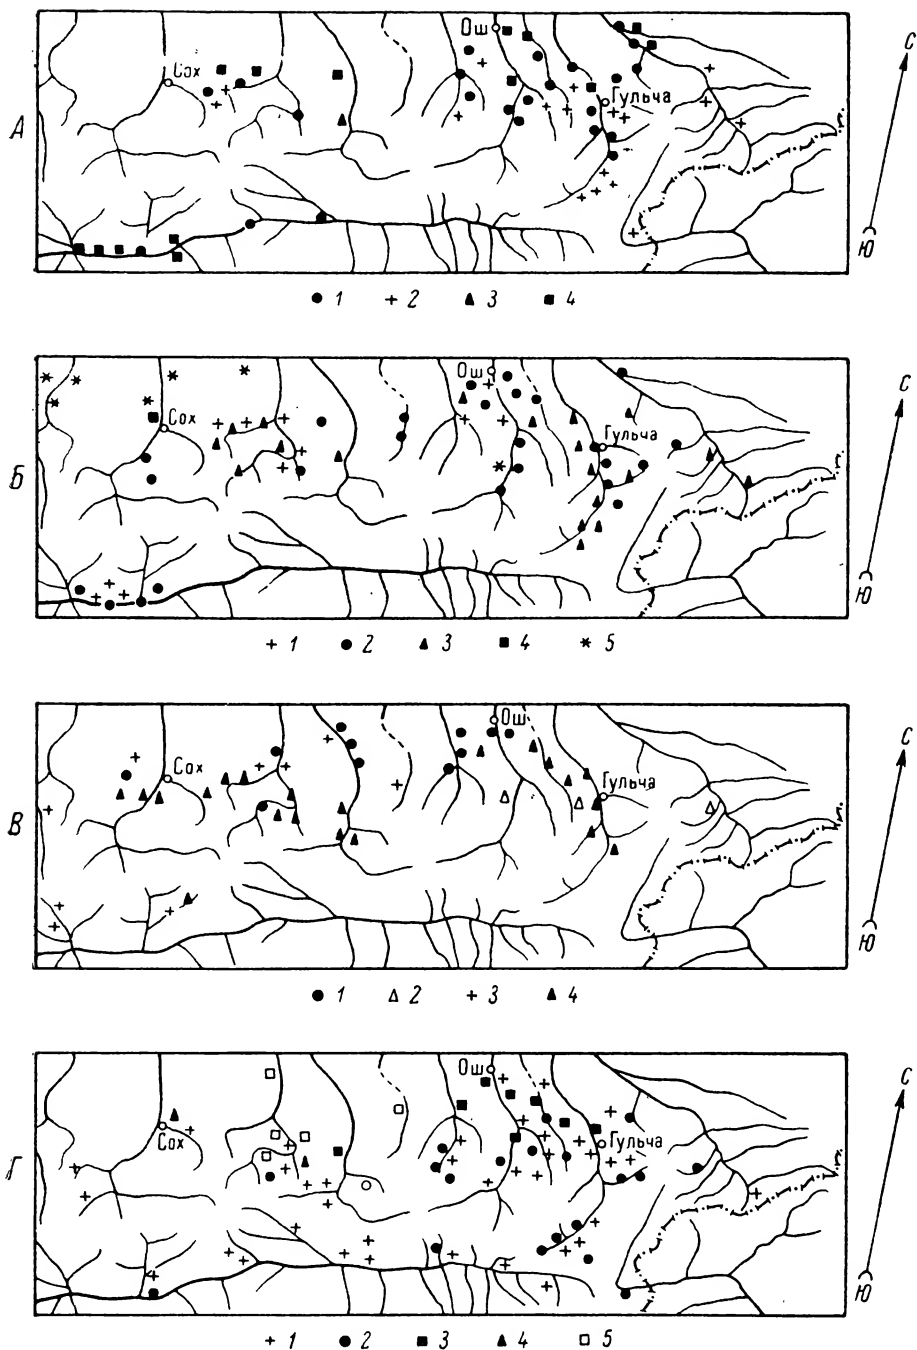 А
Ош
Сох
Гульча
С
Ю
1 2 3 4
Б
Ош
Сох
Гульча
С
Ю
1 2 3 4 5
В
Ош
Сох
Гульча
С
Ю
1 2 3 4
Г
Ош
Сох
Гульча
С
Ю
1 2 3 4 5